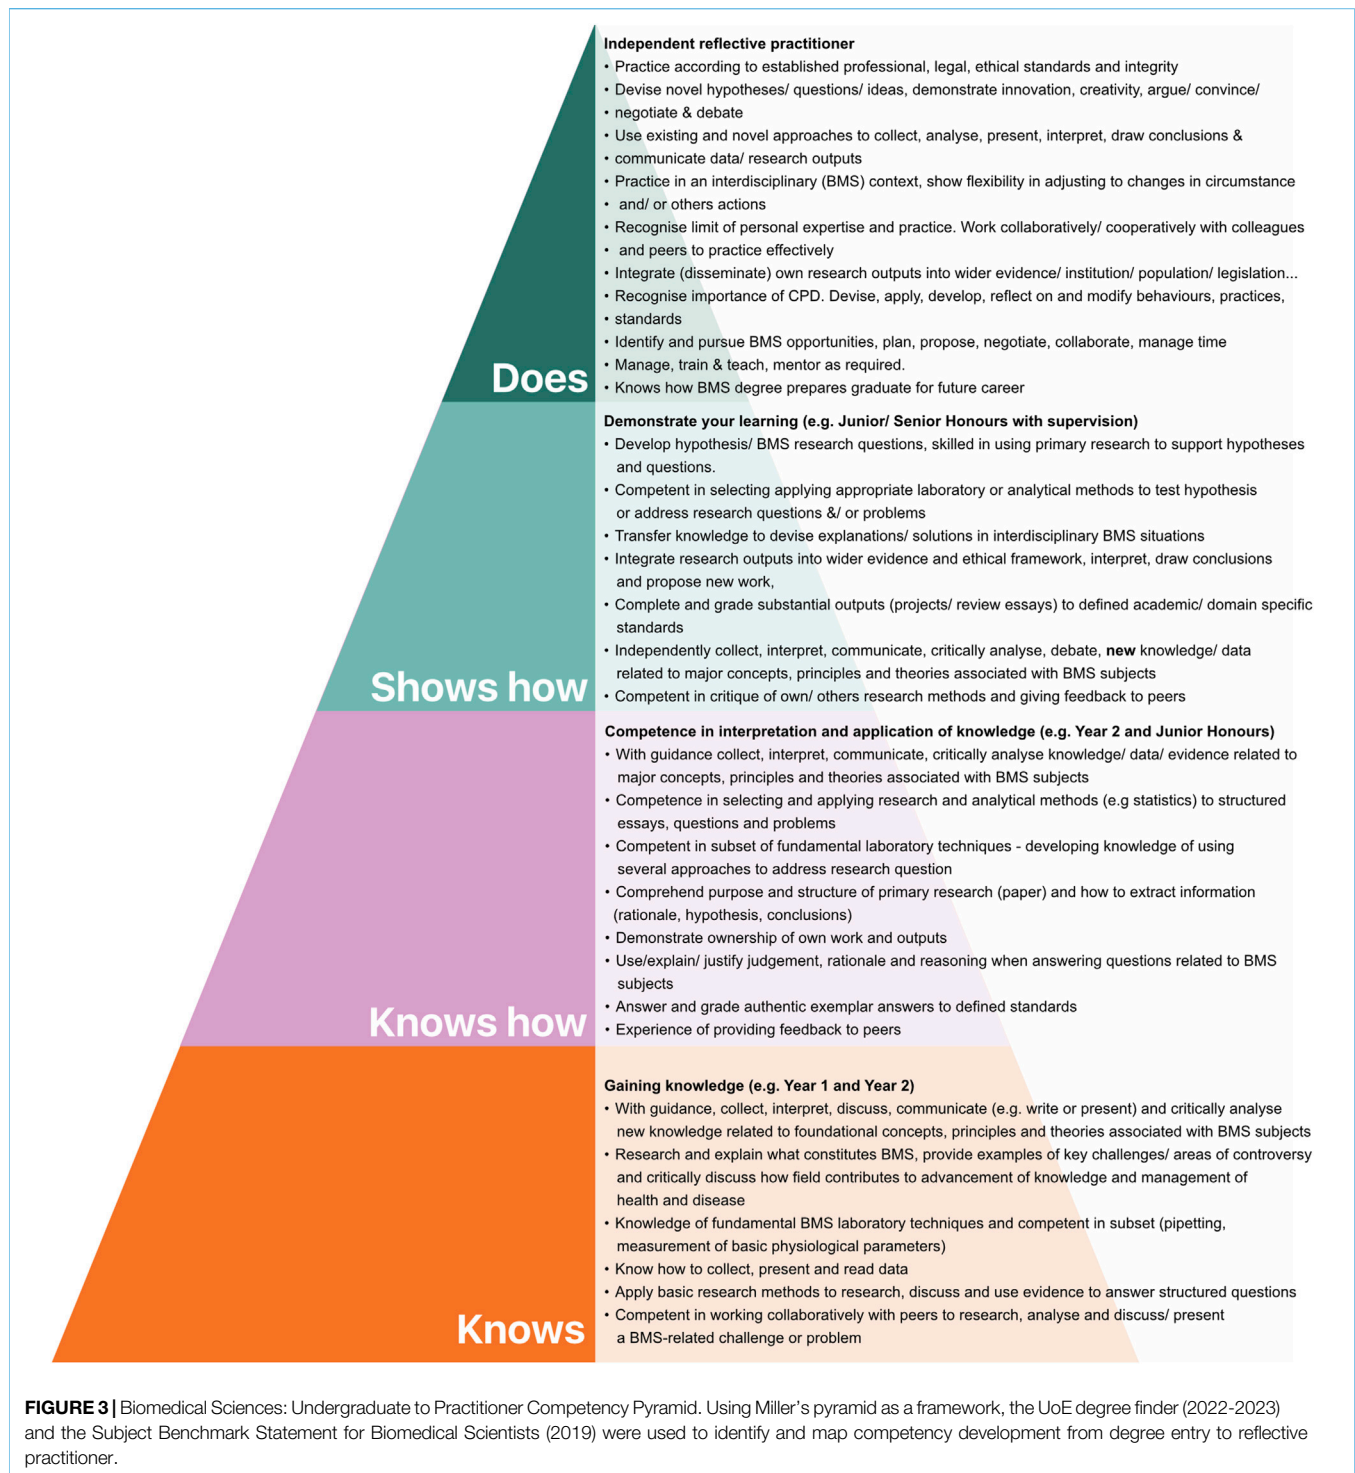 Independent reflective practitioner
• Practice according to established professional, legal, ethical standards and integrity
• Devise novel hypotheses/ questions/ ideas, demonstrate innovation, creativity, argue/ convince/
• negotiate & debate
• Use existing and novel approaches to collect, analyse, present, interpret, draw conclusions &
• communicate data/ research outputs
• Practice in an interdisciplinary (BMS) context, show flexibility in adjusting to changes in circumstance
• and/ or others actions
• Recognise limit of personal expertise and practice. Work collaboratively/ cooperatively with colleagues
• and peers to practice effectively
• Integrate (disseminate) own research outputs into wider evidence/ institution/ population/ legislation...
• Recognise importance of CPD. Devise, apply, develop, reflect on and modify behaviours, practices,
• standards
• Identify and pursue BMS opportunities, plan, propose, negotiate, collaborate, manage time
• Manage, train & teach, mentor as required.
• Knows how BMS degree prepares graduate for future career
Does
Demonstrate your learning (e.g. Junior/ Senior Honours with supervision)
• Develop hypothesis/ BMS research questions, skilled in using primary research to support hypotheses
and questions.
• Competent in selecting applying appropriate laboratory or analytical methods to test hypothesis
or address research questions &/ or problems
• Transfer knowledge to devise explanations/ solutions in interdisciplinary BMS situations
• Integrate research outputs into wider evidence and ethical framework, interpret, draw conclusions
and propose new work,
• Complete and grade substantial outputs (projects/ review essays) to defined academic/ domain specific
standards
• Independently collect, interpret, communicate, critically analyse, debate, new knowledge/ data
related to major concepts, principles and theories associated with BMS subjects
• Competent in critique of own/ others research methods and giving feedback to peers
Shows how
Competence in interpretation and application of knowledge (e.g. Year 2 and Junior Honours)
• With guidance collect, interpret, communicate, critically analyse knowledge/ data/ evidence related to
major concepts, principles and theories associated with BMS subjects
• Competence in selecting and applying research and analytical methods (e.g statistics) to structured
essays, questions and problems
• Competent in subset of fundamental laboratory techniques - developing knowledge of using
several approaches to address research question
• Comprehend purpose and structure of primary research (paper) and how to extract information
(rationale, hypothesis, conclusions)
• Demonstrate ownership of own work and outputs
• Use/explain/ justify judgement, rationale and reasoning when answering questions related to BMS
subjects
• Answer and grade authentic exemplar answers to defined standards
• Experience of providing feedback to peers
Knows how
Gaining knowledge (e.g. Year 1 and Year 2)
• With guidance, collect, interpret, discuss, communicate (e.g. write or present) and critically analyse
new knowledge related to foundational concepts, principles and theories associated with BMS subjects
• Research and explain what constitutes BMS, provide examples of key challenges/ areas of controversy
and critically discuss how field contributes to advancement of knowledge and management of
health and disease
• Knowledge of fundamental BMS laboratory techniques and competent in subset (pipetting,
measurement of basic physiological parameters)
• Know how to collect, present and read data
• Apply basic research methods to research, discuss and use evidence to answer structured questions
• Competent in working collaboratively with peers to research, analyse and discuss/ present
a BMS-related challenge or problem
Knows
FIGURE 3 | Biomedical Sciences: Undergraduate to Practitioner Competency Pyramid. Using Miller's pyramid as a framework, the UoE degree finder (2022-2023)
and the Subject Benchmark Statement for Biomedical Scientists (2019) were used to identify and map competency development from degree entry to reflective
practitioner.